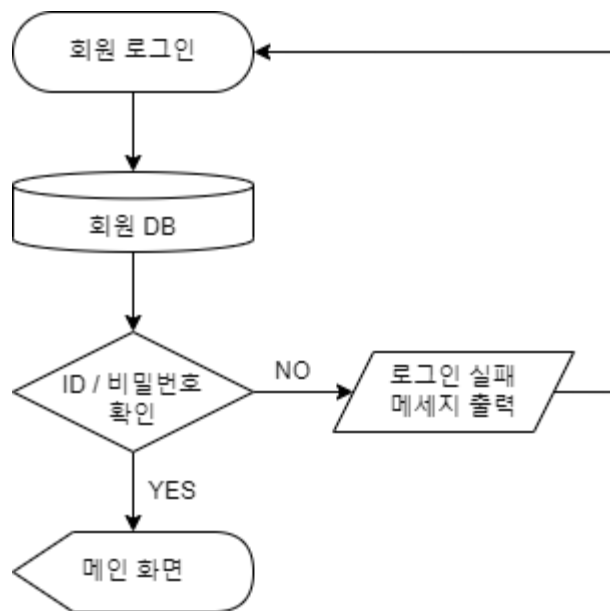 회원 로그인
회원 DB
ID / 비밀번호
확인
NO
로그인 실패
메세지 출력
YES
메인 화면